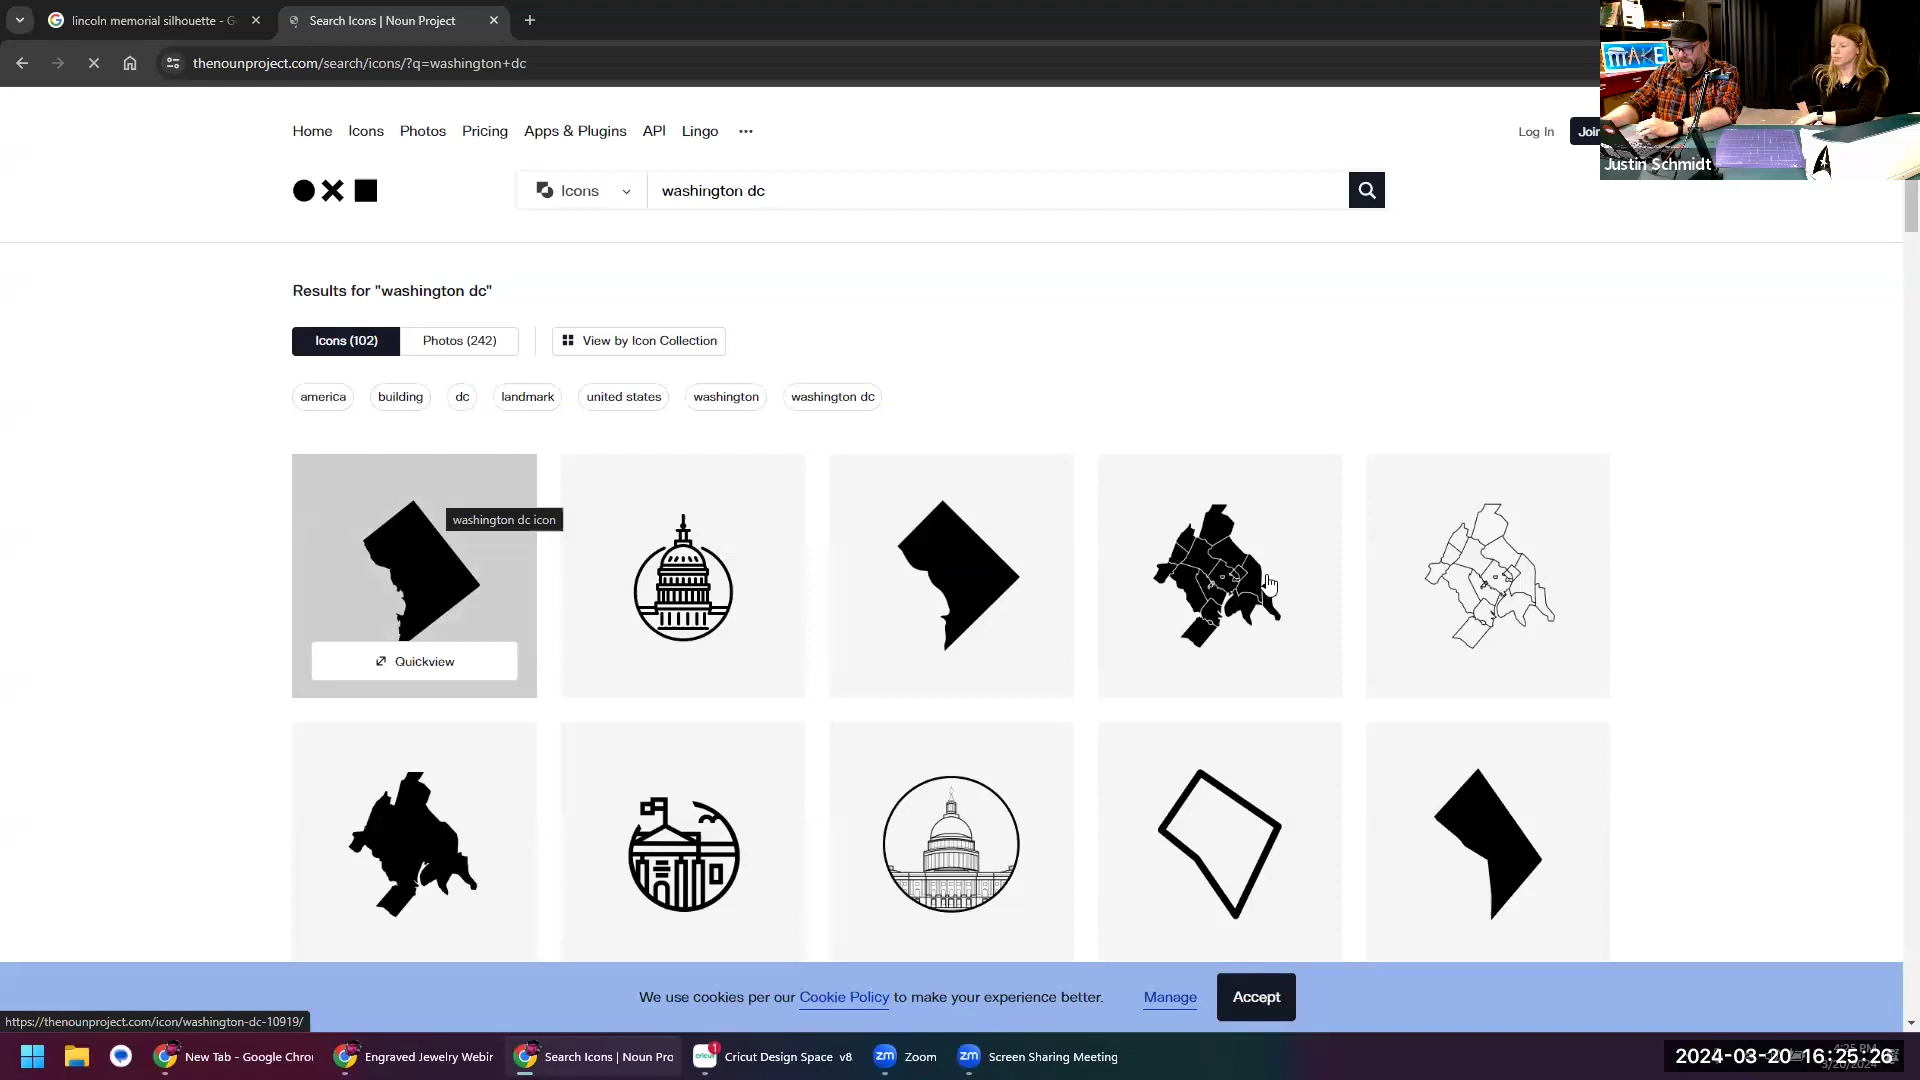 lincoln memorial silhouette - G
Search Icons | Noun Project
thenounproject.com/search/icons/?q=washington+dc
Home Icons Photos Pricing Apps & Plugins API Lingo
Log In Join
Icons washington dc
Results for "washington dc"
Icons (102) Photos (242) View by Icon Collection
america building dc landmark united states washington washington dc
washington dc icon
Quickview
We use cookies per our Cookie Policy to make your experience better. Manage Accept
https://thenounproject.com/icon/washington-dc-10919/
New Tab - Google Chro Engraved Jewelry Webin Search Icons | Noun Pro cricut 1 Cricut Design Space v8 zm Zoom zm Screen Sharing Meeting
2024-03-20 16:25:26
MAKE
Justin Schmidt